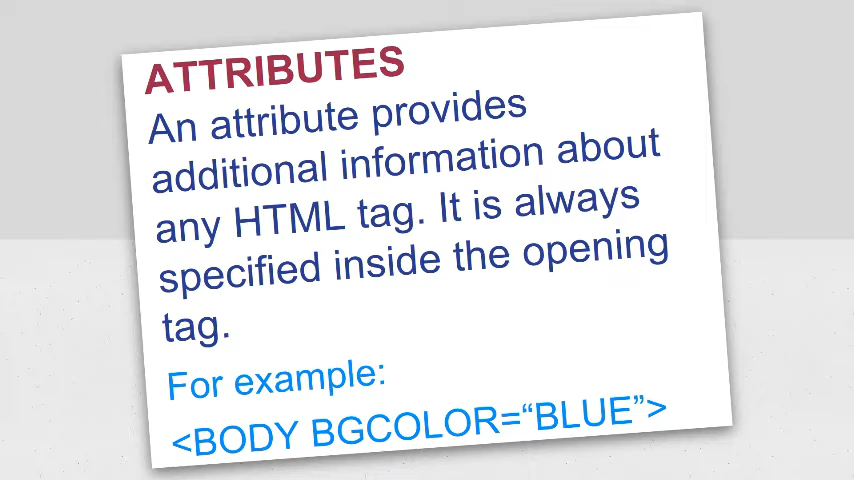 ATTRIBUTES
An attribute provides
additional information about
any HTML tag. It is always
specified inside the opening
tag.
For example:
<BODY BGCOLOR=“BLUE”>